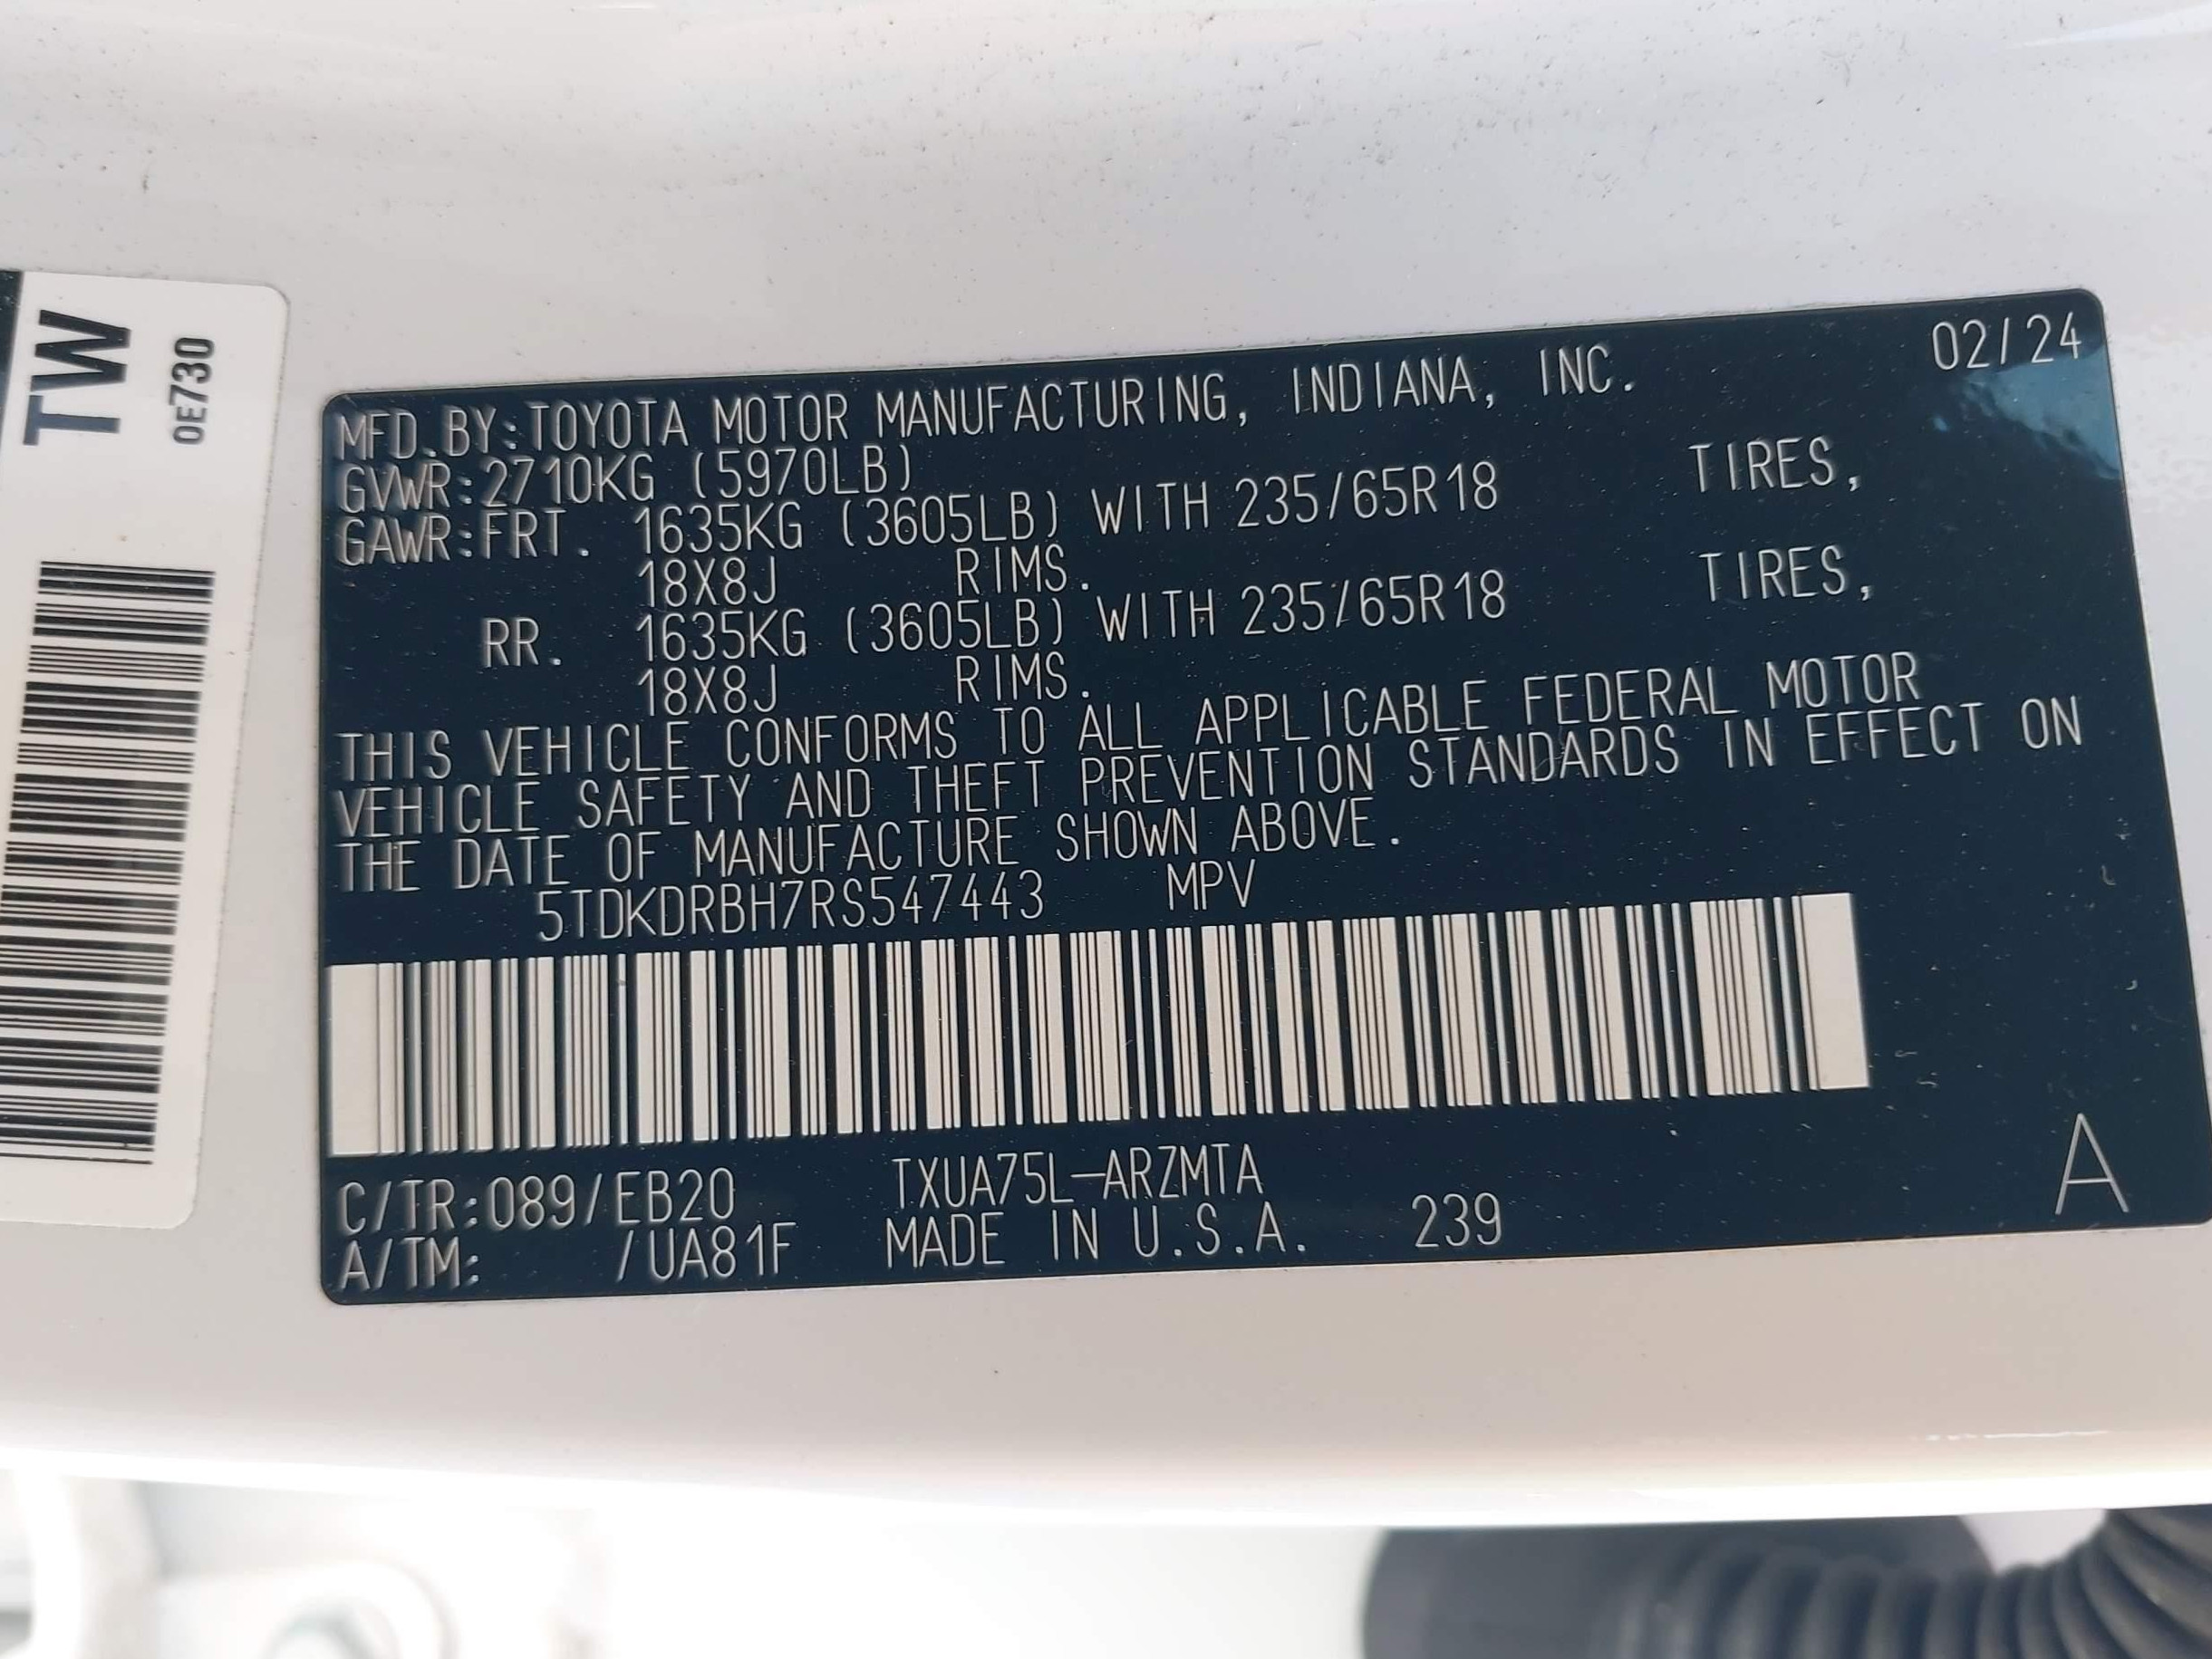 TW
0E730
MFD.BY:TOYOTA MOTOR MANUFACTURING, INDIANA, INC. 02/24
GVWR:2710KG (5970LB)
GAWR:FRT. 1635KG (3605LB) WITH 235/65R18 TIRES,
18X8J RIMS.
RR. 1635KG (3605LB) WITH 235/65R18 TIRES,
18X8J RIMS.
THIS VEHICLE CONFORMS TO ALL APPLICABLE FEDERAL MOTOR
VEHICLE SAFETY AND THEFT PREVENTION STANDARDS IN EFFECT ON
THE DATE OF MANUFACTURE SHOWN ABOVE.
5TDKDRBH7RS547443 MPV
C/TR:089/EB20 TXUA75L-ARZMTA
A/TM: /UA81F MADE IN U.S.A. 239 A